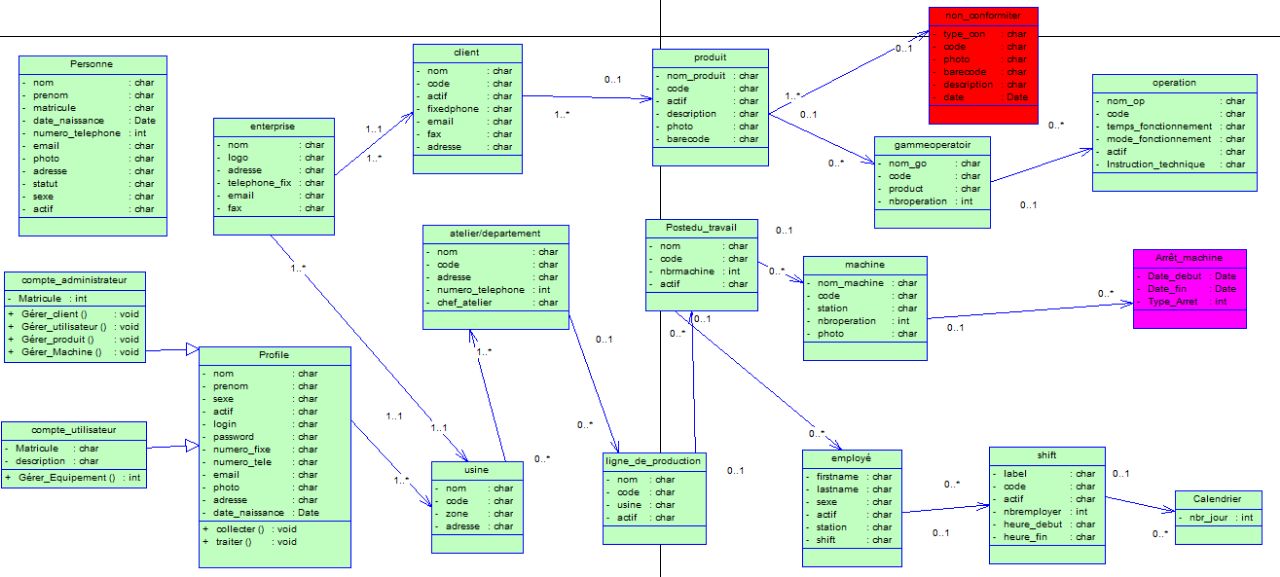 Personne
- nom : char
- prenom : char
- matricule : char
- date_naissance : Date
- numero_telephone : int
- email : char
- photo : char
- adresse : char
- statut : char
- sexe : char
- actif : char
enterprise
- nom : char
- logo : char
- adresse : char
- telephone_fix : char
- email : char
- fax : char
client
- nom : char
- code : char
- actif : char
- fixedphone : char
- email : char
- fax : char
- adresse : char
produit
- nom_produit : char
- code : char
- actif : char
- description : char
- photo : char
- barecode : char
non_conformiter
- type_con : char
- code : char
- photo : char
- barecode : char
- description : char
- date : Date
operation
- nom_op : char
- code : char
- temps_fonctionnement : char
- mode_fonctionnement : char
- actif : char
- Instruction_technique : char
gammeoperatoir
- nom_go : char
- code : char
- product : char
- nbroperation : int
1..1
1..*
0..1
1..*
0..1
1..*
0..1
0..*
0..*
0..1
atelier/departement
- nom : char
- code : char
- adresse : char
- numero_telephone : int
- chef_atelier : char
Postedu_travail
- nom : char
- code : char
- nbrmachine : int
- actif : char
machine
- nom_machine : char
- code : char
- station : char
- nbroperation : int
- photo : char
Arrêt_machine
- Date_debut : Date
- Date_fin : Date
- Type_Arret : int
0..1
0..*
0..*
0..1
1..*
compte_administrateur
- Matricule : int
+ Gérer_client () : void
+ Gérer_utilisateur () : void
+ Gérer_produit () : void
+ Gérer_Machine () : void
Profile
- nom : char
- prenom : char
- sexe : char
- actif : char
- login : char
- password : char
- numero_fixe : char
- numero_tele : char
- email : char
- photo : char
- adresse : char
- date_naissance : Date
+ collecter () : void
+ traiter () : void
compte_utilisateur
- Matricule : char
- description : char
+ Gérer_Equipement () : int
1..1
1..1
1..*
1..*
0..*
0..1
0..*
0..1
0..*
0..1
0..*
usine
- nom : char
- code : char
- zone : char
- adresse : char
ligne_de_production
- nom : char
- code : char
- usine : char
- actif : char
employé
- firstname : char
- lastname : char
- sexe : char
- actif : char
- station : char
- shift : char
0..*
0..1
shift
- label : char
- code : char
- actif : char
- nbremployer : int
- heure_debut : char
- heure_fin : char
0..1
0..*
Calendrier
- nbr_jour : int